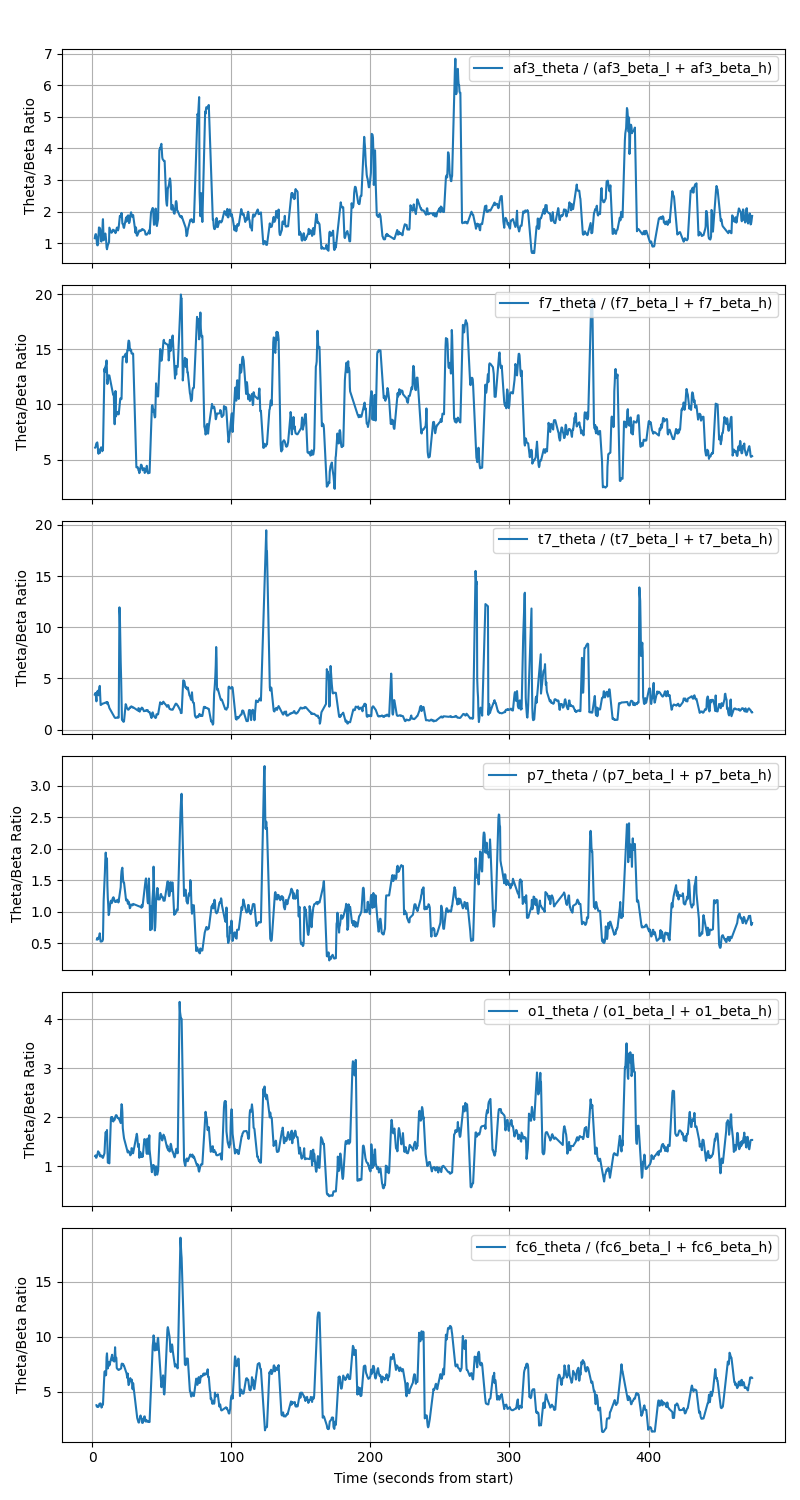 7
6
5
4
3
2
1
Theta/Beta Ratio
af3_theta / (af3_beta_l + af3_beta_h)
20
15
10
5
Theta/Beta Ratio
f7_theta / (f7_beta_l + f7_beta_h)
20
15
10
5
0
Theta/Beta Ratio
t7_theta / (t7_beta_l + t7_beta_h)
3.0
2.5
2.0
1.5
1.0
0.5
Theta/Beta Ratio
p7_theta / (p7_beta_l + p7_beta_h)
4
3
2
1
Theta/Beta Ratio
o1_theta / (o1_beta_l + o1_beta_h)
15
10
5
Theta/Beta Ratio
fc6_theta / (fc6_beta_l + fc6_beta_h)
0 100 200 300 400
Time (seconds from start)